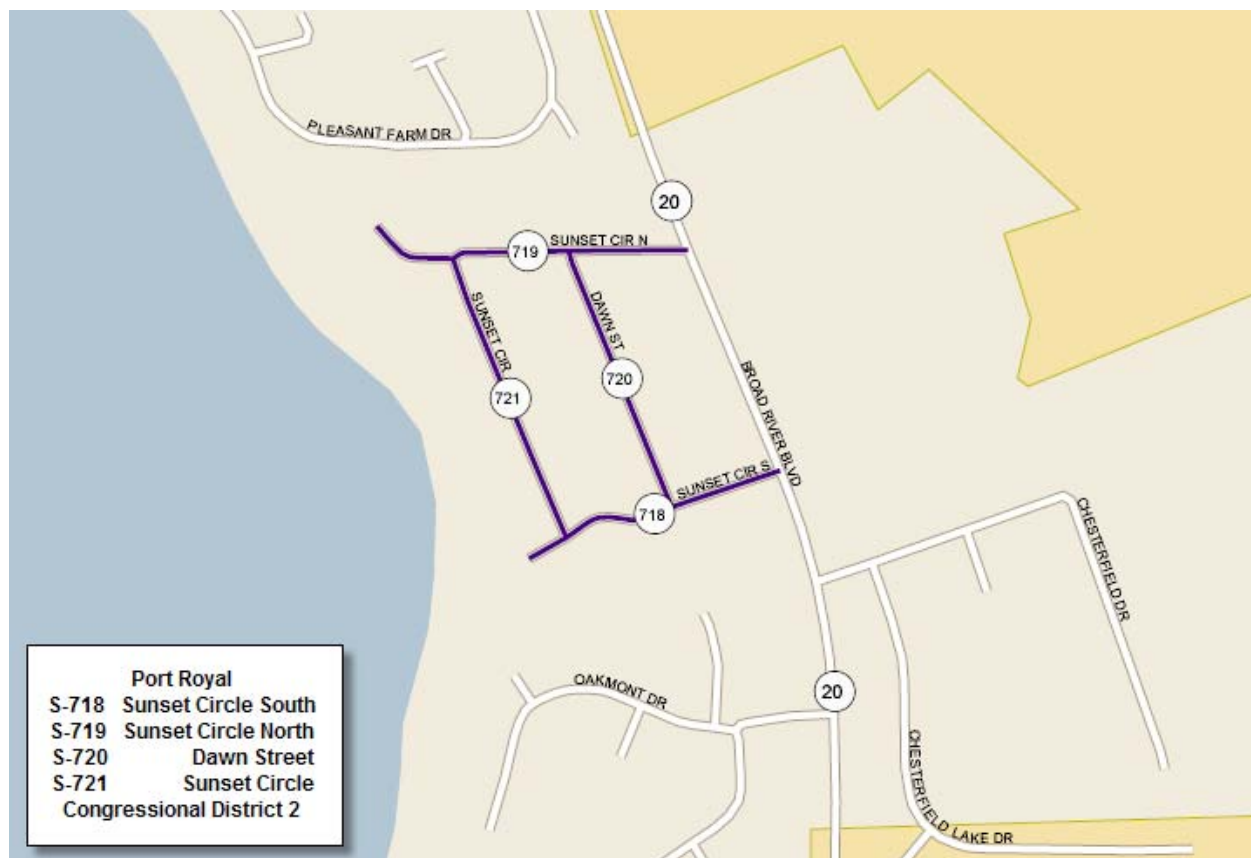 PLEASANT FARM DR
20
SUNSET CIR N
719
SUNSET CIR
DAWN ST
720
721
BROAD RIVER BLVD
SUNSET CIR S
718
CHESTERFIELD DR
OAKMONT DR
20
CHESTERFIELD LAKE DR
Port Royal
S-718 Sunset Circle South
S-719 Sunset Circle North
S-720 Dawn Street
S-721 Sunset Circle
Congressional District 2